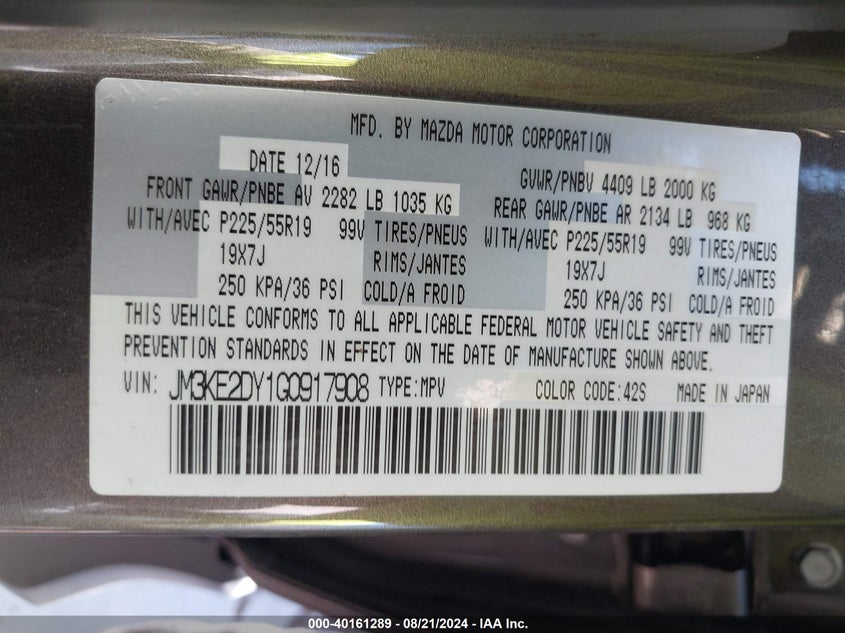 MFD. BY MAZDA MOTOR CORPORATION
DATE 12/16
GVWR/PNBV 4409 LB 2000 KG
FRONT GAWR/PNBE AV 2282 LB 1035 KG
REAR GAWR/PNBE AR 2134 LB 968 KG
WITH/AVEC P225/55R19 99V TIRES/PNEUS
WITH/AVEC P225/55R19 99V TIRES/PNEUS
19X7J RIMS/JANTES
19X7J RIMS/JANTES
250 KPA/36 PSI COLD/A FROID
250 KPA/36 PSI COLD/A FROID
THIS VEHICLE CONFORMS TO ALL APPLICABLE FEDERAL MOTOR VEHICLE SAFETY AND THEFT
PREVENTION STANDARDS IN EFFECT ON THE DATE OF MANUFACTURE SHOWN ABOVE.
VIN: JM3KE2DY1G0917908 TYPE:MPV COLOR CODE:42S MADE IN JAPAN
000-40161289 - 08/21/2024 - IAA Inc.